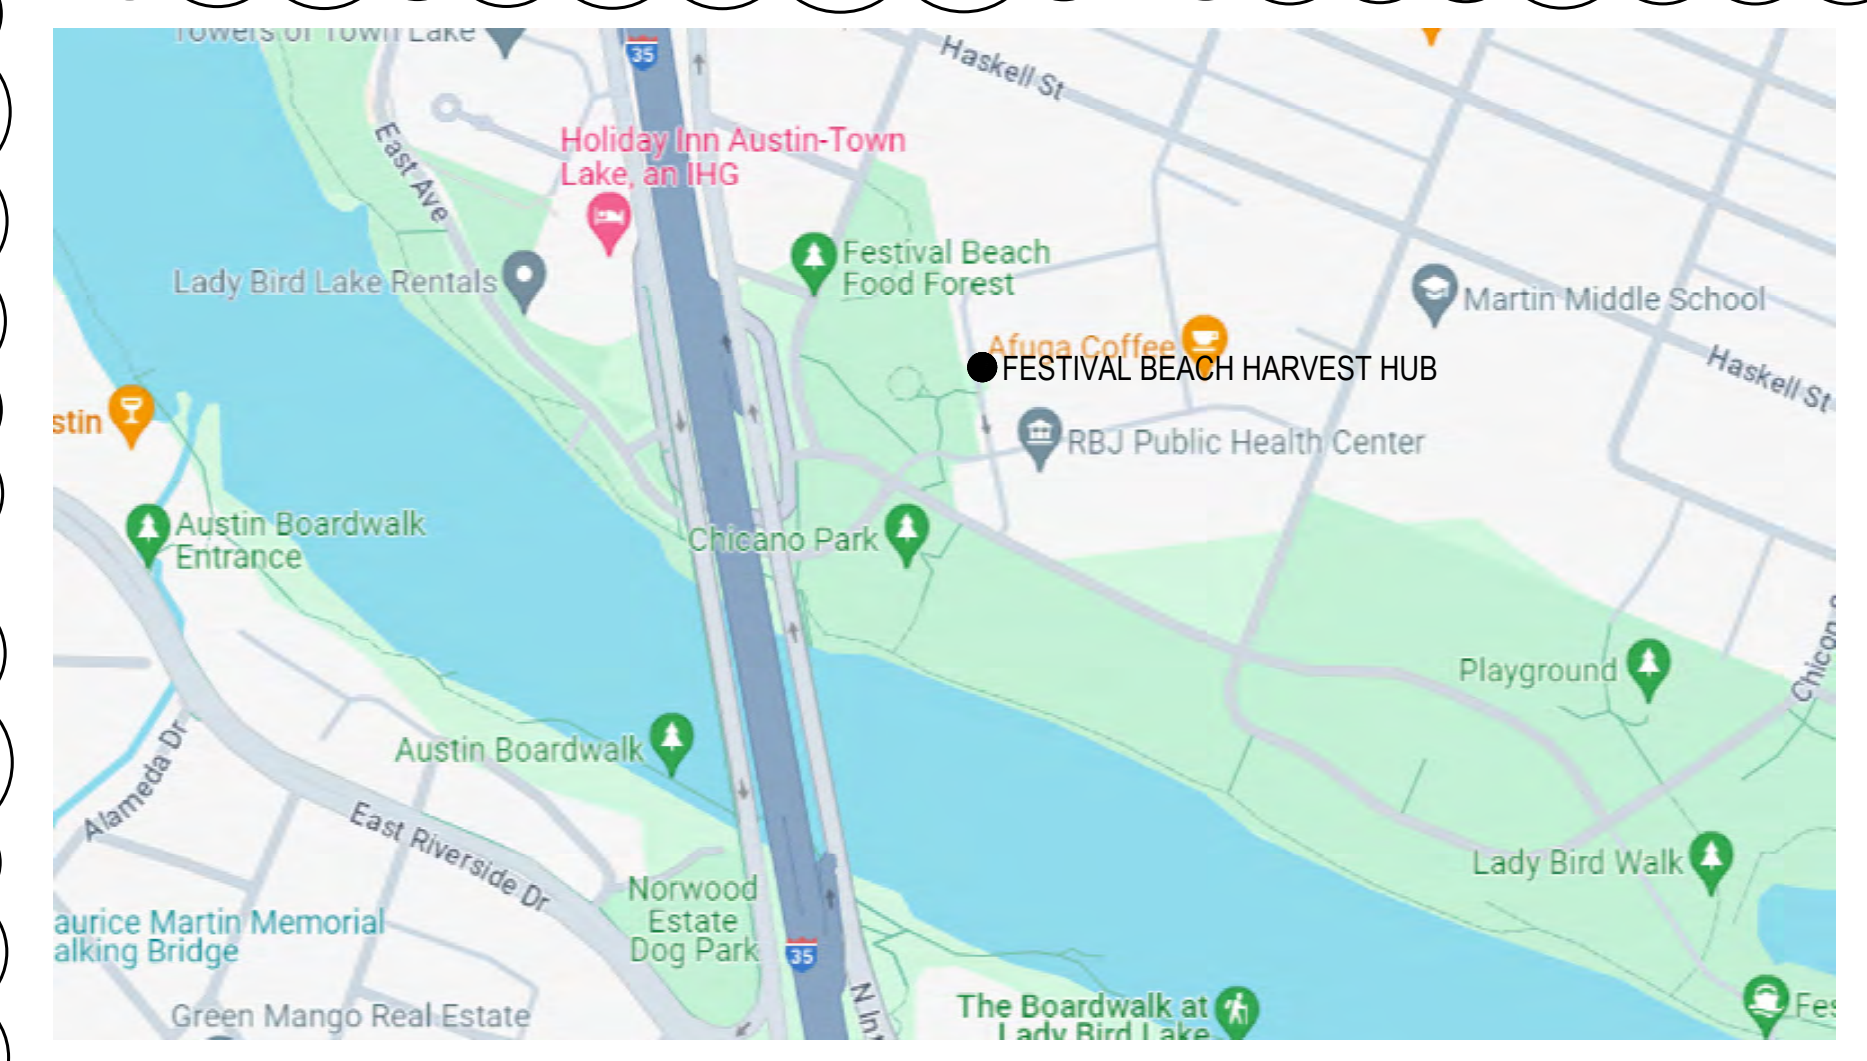 Towers of Town Lake
35
Haskell St
East Ave
Holiday Inn Austin-Town
Lake, an IHG
Festival Beach
Food Forest
Lady Bird Lake Rentals
Martin Middle School
Afuga Coffee
FESTIVAL BEACH HARVEST HUB
Haskell St
stin
RBJ Public Health Center
Austin Boardwalk
Entrance
Chicano Park
Playground
Chicon
Alameda Dr
Austin Boardwalk
East Riverside Dr
Lady Bird Walk
Norwood
Estate
Dog Park
aurice Martin Memorial
alking Bridge
35
Green Mango Real Estate
N Int
The Boardwalk at
Lady Bird Lake
Fes